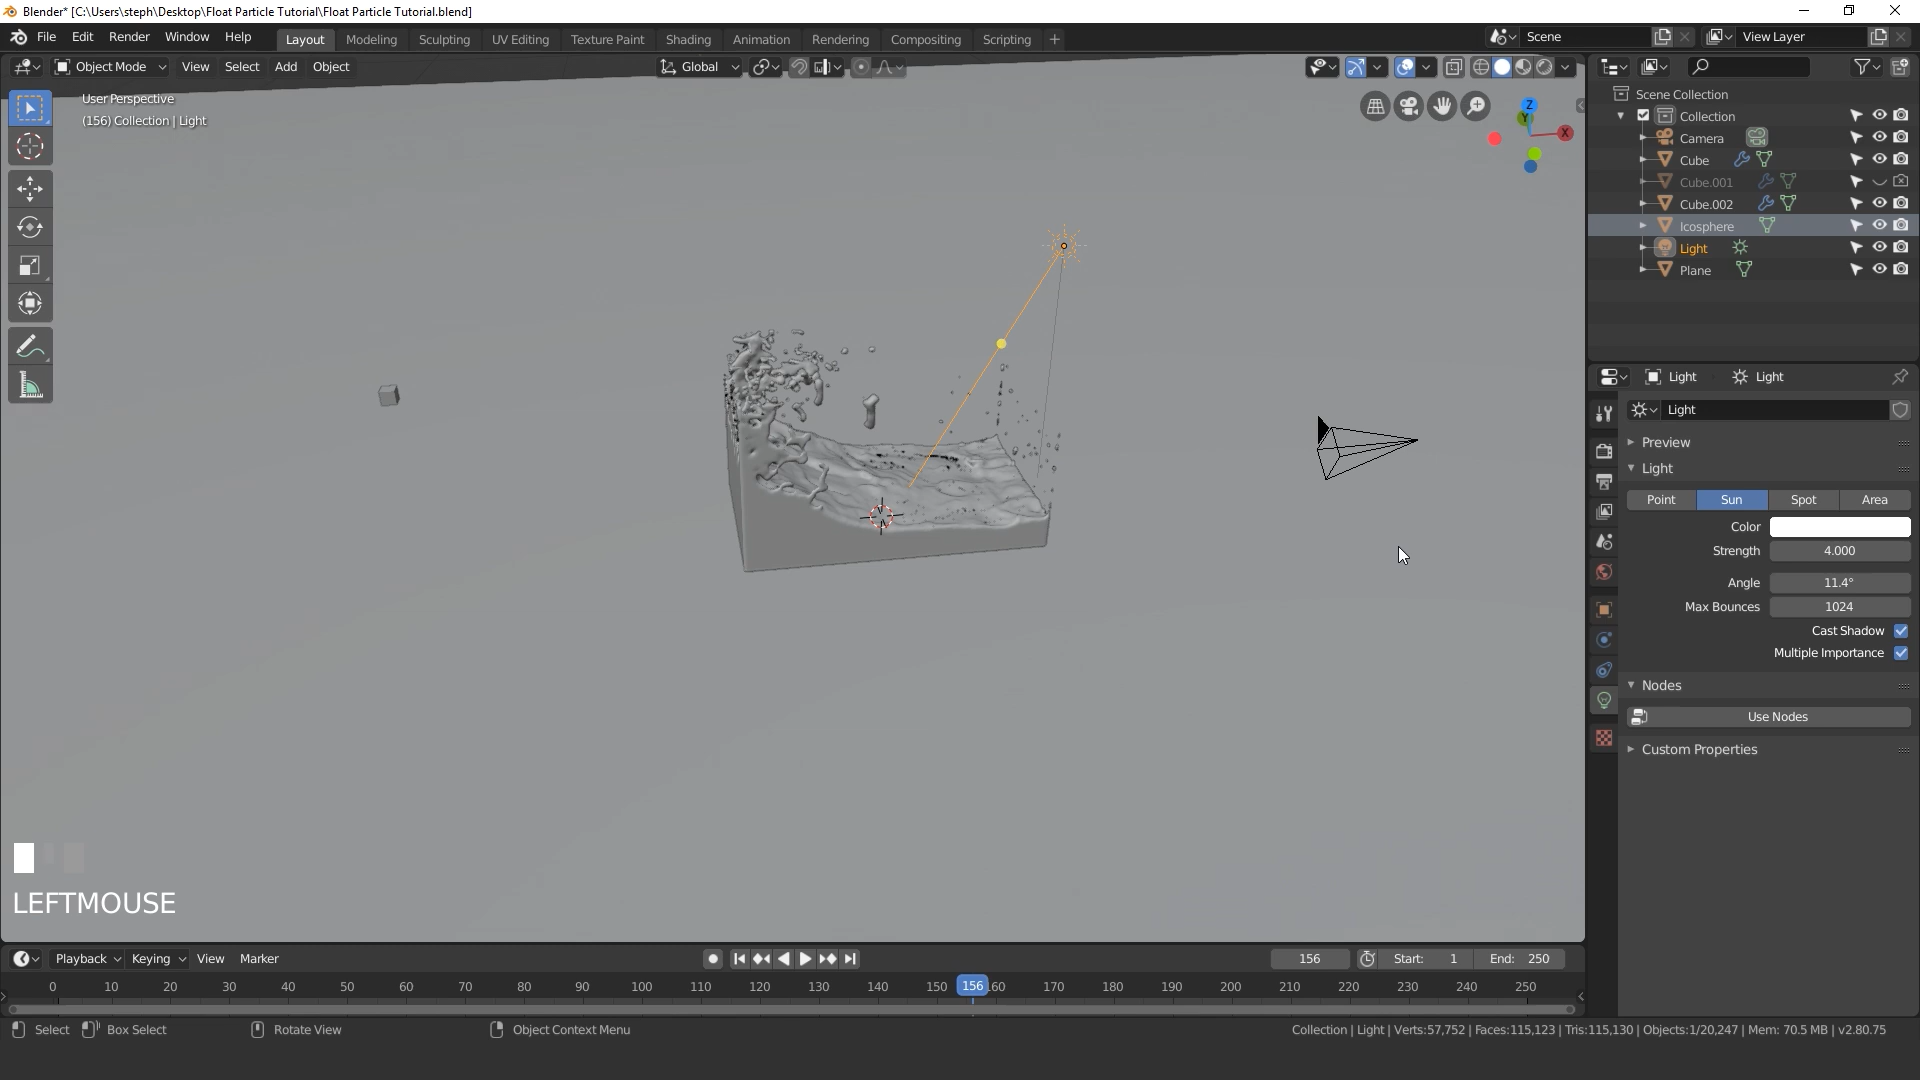 Blender* [C:\Users\steph\Desktop\Float Particle Tutorial\Float Particle Tutorial.blend]
File Edit Render Window Help Layout Modeling Sculpting UV Editing Texture Paint Shading Animation Rendering Compositing Scripting + Scene View Layer
Object Mode View Select Add Object Global
User Perspective
(156) Collection | Light
Z
Y
X
Scene Collection
Collection
Camera
Cube
Cube.001
Cube.002
Icosphere
Light
Plane
Light Light
Light
Preview
Light
Point Sun Spot Area
Color
Strength 4.000
Angle 11.4°
Max Bounces 1024
Cast Shadow
Multiple Importance
Nodes
Use Nodes
Custom Properties
LEFTMOUSE
Playback Keying View Marker 156 Start: 1 End: 250
0 10 20 30 40 50 60 70 80 90 100 110 120 130 140 150 156 160 170 180 190 200 210 220 230 240 250
Select Box Select Rotate View Object Context Menu Collection | Light | Verts:57,752 | Faces:115,123 | Tris:115,130 | Objects:1/20,247 | Mem: 70.5 MB | v2.80.75